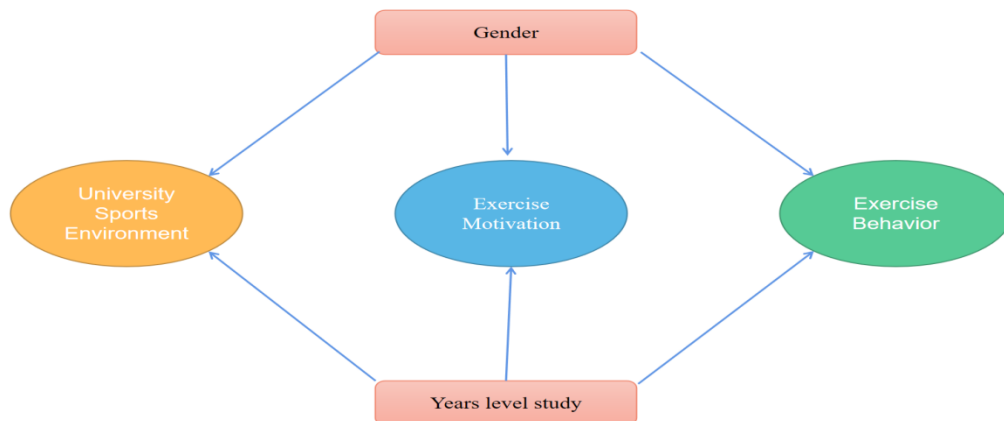 Gender
University
Sports
Environment
Exercise
Motivation
Exercise
Behavior
Years level study